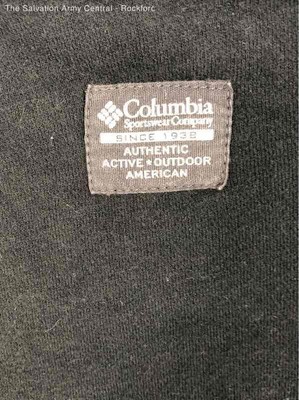 The Salvation Army Central - Rockforc
Columbia
Sportswear Company
SINCE 1938
AUTHENTIC
ACTIVE★OUTDOOR
AMERICAN